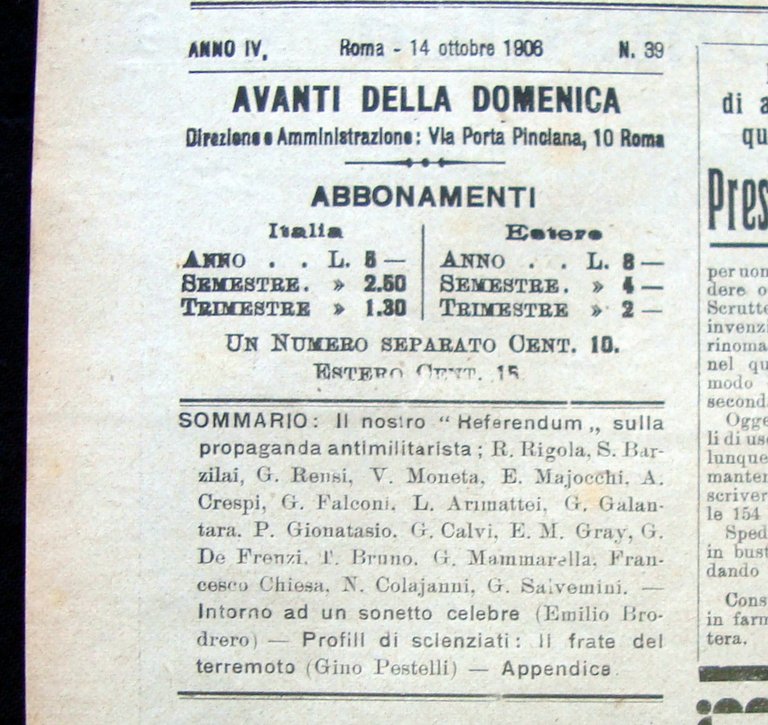 ANNO IV, Roma - 14 ottobre 1906 N. 39
AVANTI DELLA DOMENICA
Direzione e Amministrazione: Via Porta Pinciana, 10 Roma
ABBONAMENTI
Italia
ANNO . . L. 5 —
SEMESTRE. » 2.50
TRIMESTRE » 1.30
Estero
ANNO . . L. 8 —
SEMESTRE. » 4 —
TRIMESTRE » 2 —
UN NUMERO SEPARATO CENT. 10.
ESTERO CENT. 15
SOMMARIO: Il nostro “ Referendum „ sulla
propaganda antimilitarista ; R. Rigola, S. Bar-
zilai, G. Rensi, V. Moneta, E. Majocchi, A.
Crespi, G. Falconi, L. Arimattei, G. Galan-
tara, P. Gionatasio, G. Calvi, E. M. Gray, G.
De Frenzi, T. Bruno, G. Mammarella, Fran-
cesco Chiesa, N. Colajanni, G. Salvemini. —
Intorno ad un sonetto celebre (Emilio Bro-
drero) — Profili di scienziati: Il frate del
terremoto (Gino Pestelli) — Appendice
di a
qu
Pres
per non
dere o
Scrutte
invenzi
rinoma
nel qu
modo
second
Ogge
li di us
lunque
manten
scriver
le 154
Sped
in bust
dando
Cons
in farm
tera.